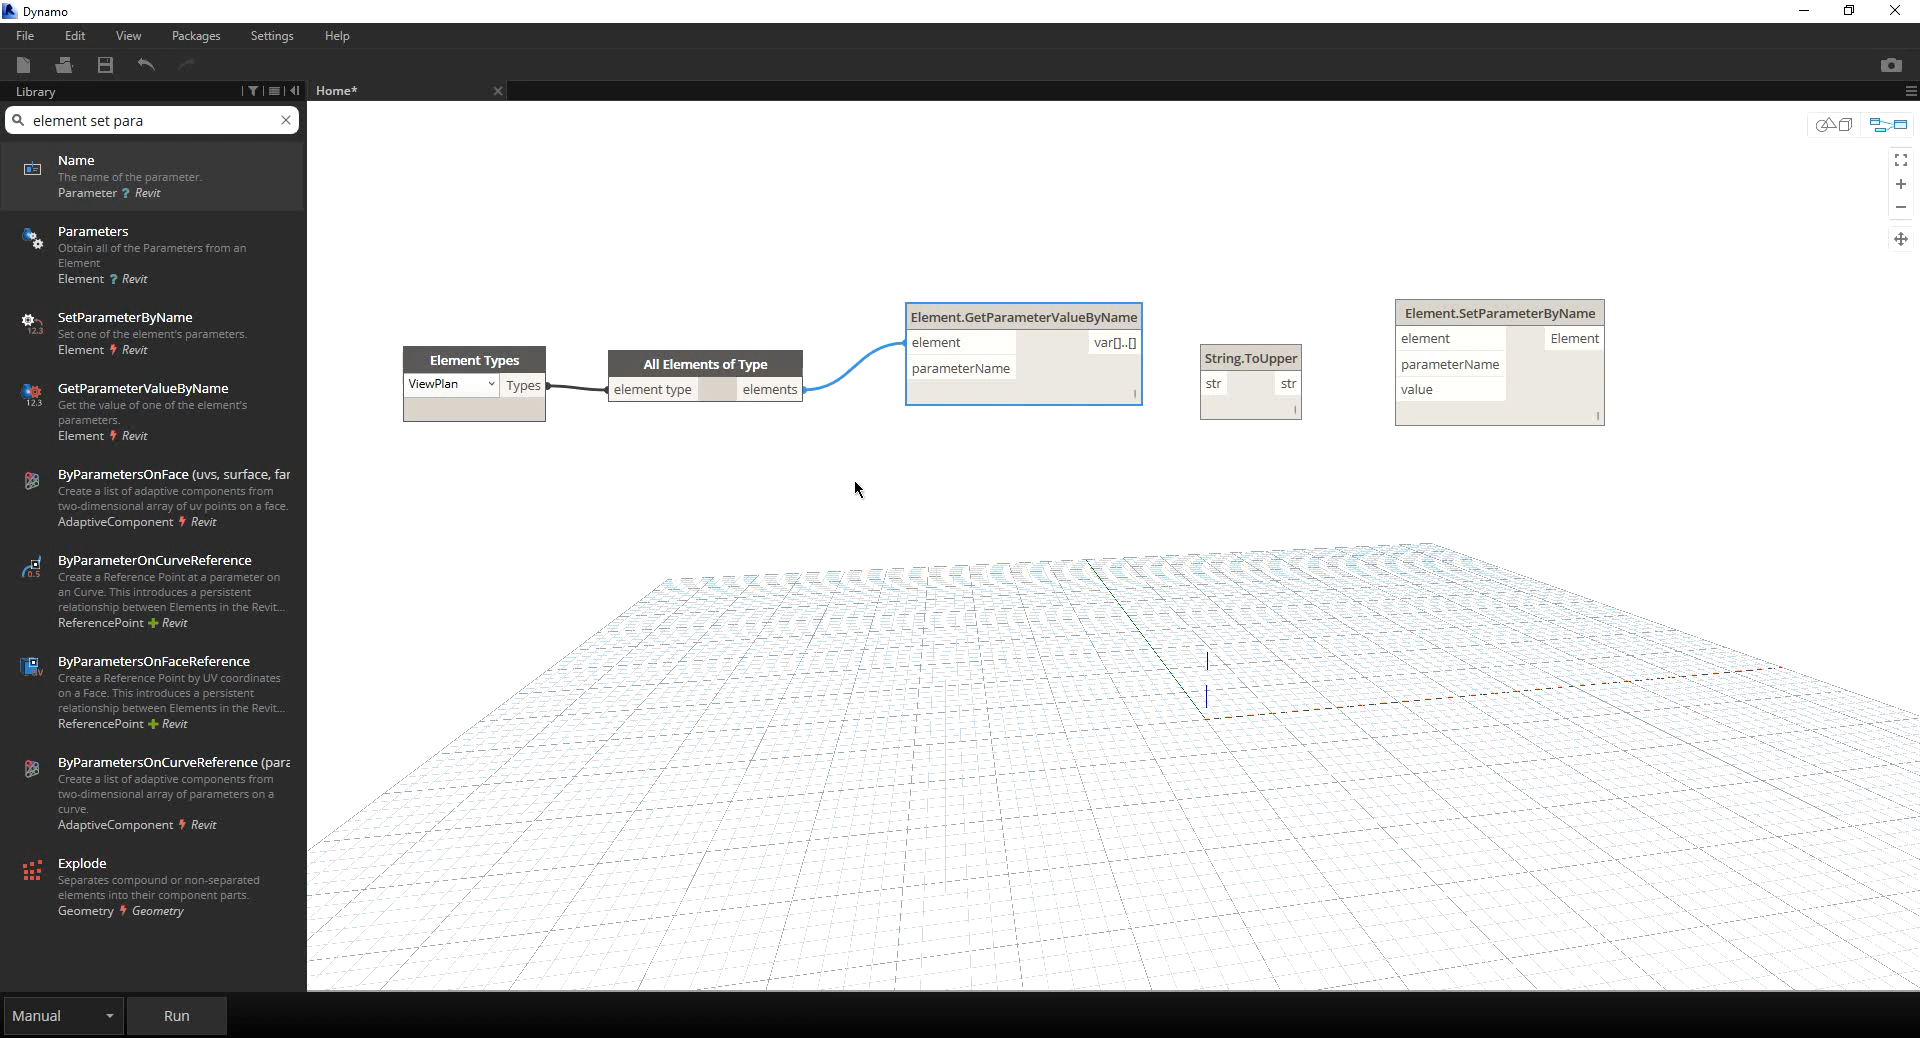 Dynamo
File Edit View Packages Settings Help
Library
Home*
element set para
Name
The name of the parameter.
Parameter ? Revit
Parameters
Obtain all of the Parameters from an
Element
Element ? Revit
SetParameterByName
Set one of the element's parameters.
Element Revit
GetParameterValueByName
Get the value of one of the element's
parameters.
Element Revit
ByParametersOnFace (uvs, surface, far
Create a list of adaptive components from
two-dimensional array of uv points on a face.
AdaptiveComponent Revit
ByParameterOnCurveReference
Create a Reference Point at a parameter on
an Curve. This introduces a persistent
relationship between Elements in the Revit...
ReferencePoint Revit
ByParametersOnFaceReference
Create a Reference Point by UV coordinates
on a Face. This introduces a persistent
relationship between Elements in the Revit...
ReferencePoint Revit
ByParametersOnCurveReference (para
Create a list of adaptive components from
two-dimensional array of parameters on a
curve.
AdaptiveComponent Revit
Explode
Separates compound or non-separated
elements into their component parts.
Geometry Geometry
Element Types
ViewPlan Types
All Elements of Type
element type elements
Element.GetParameterValueByName
element var[]..[]
parameterName
String.ToUpper
str str
Element.SetParameterByName
element Element
parameterName
value
Manual Run